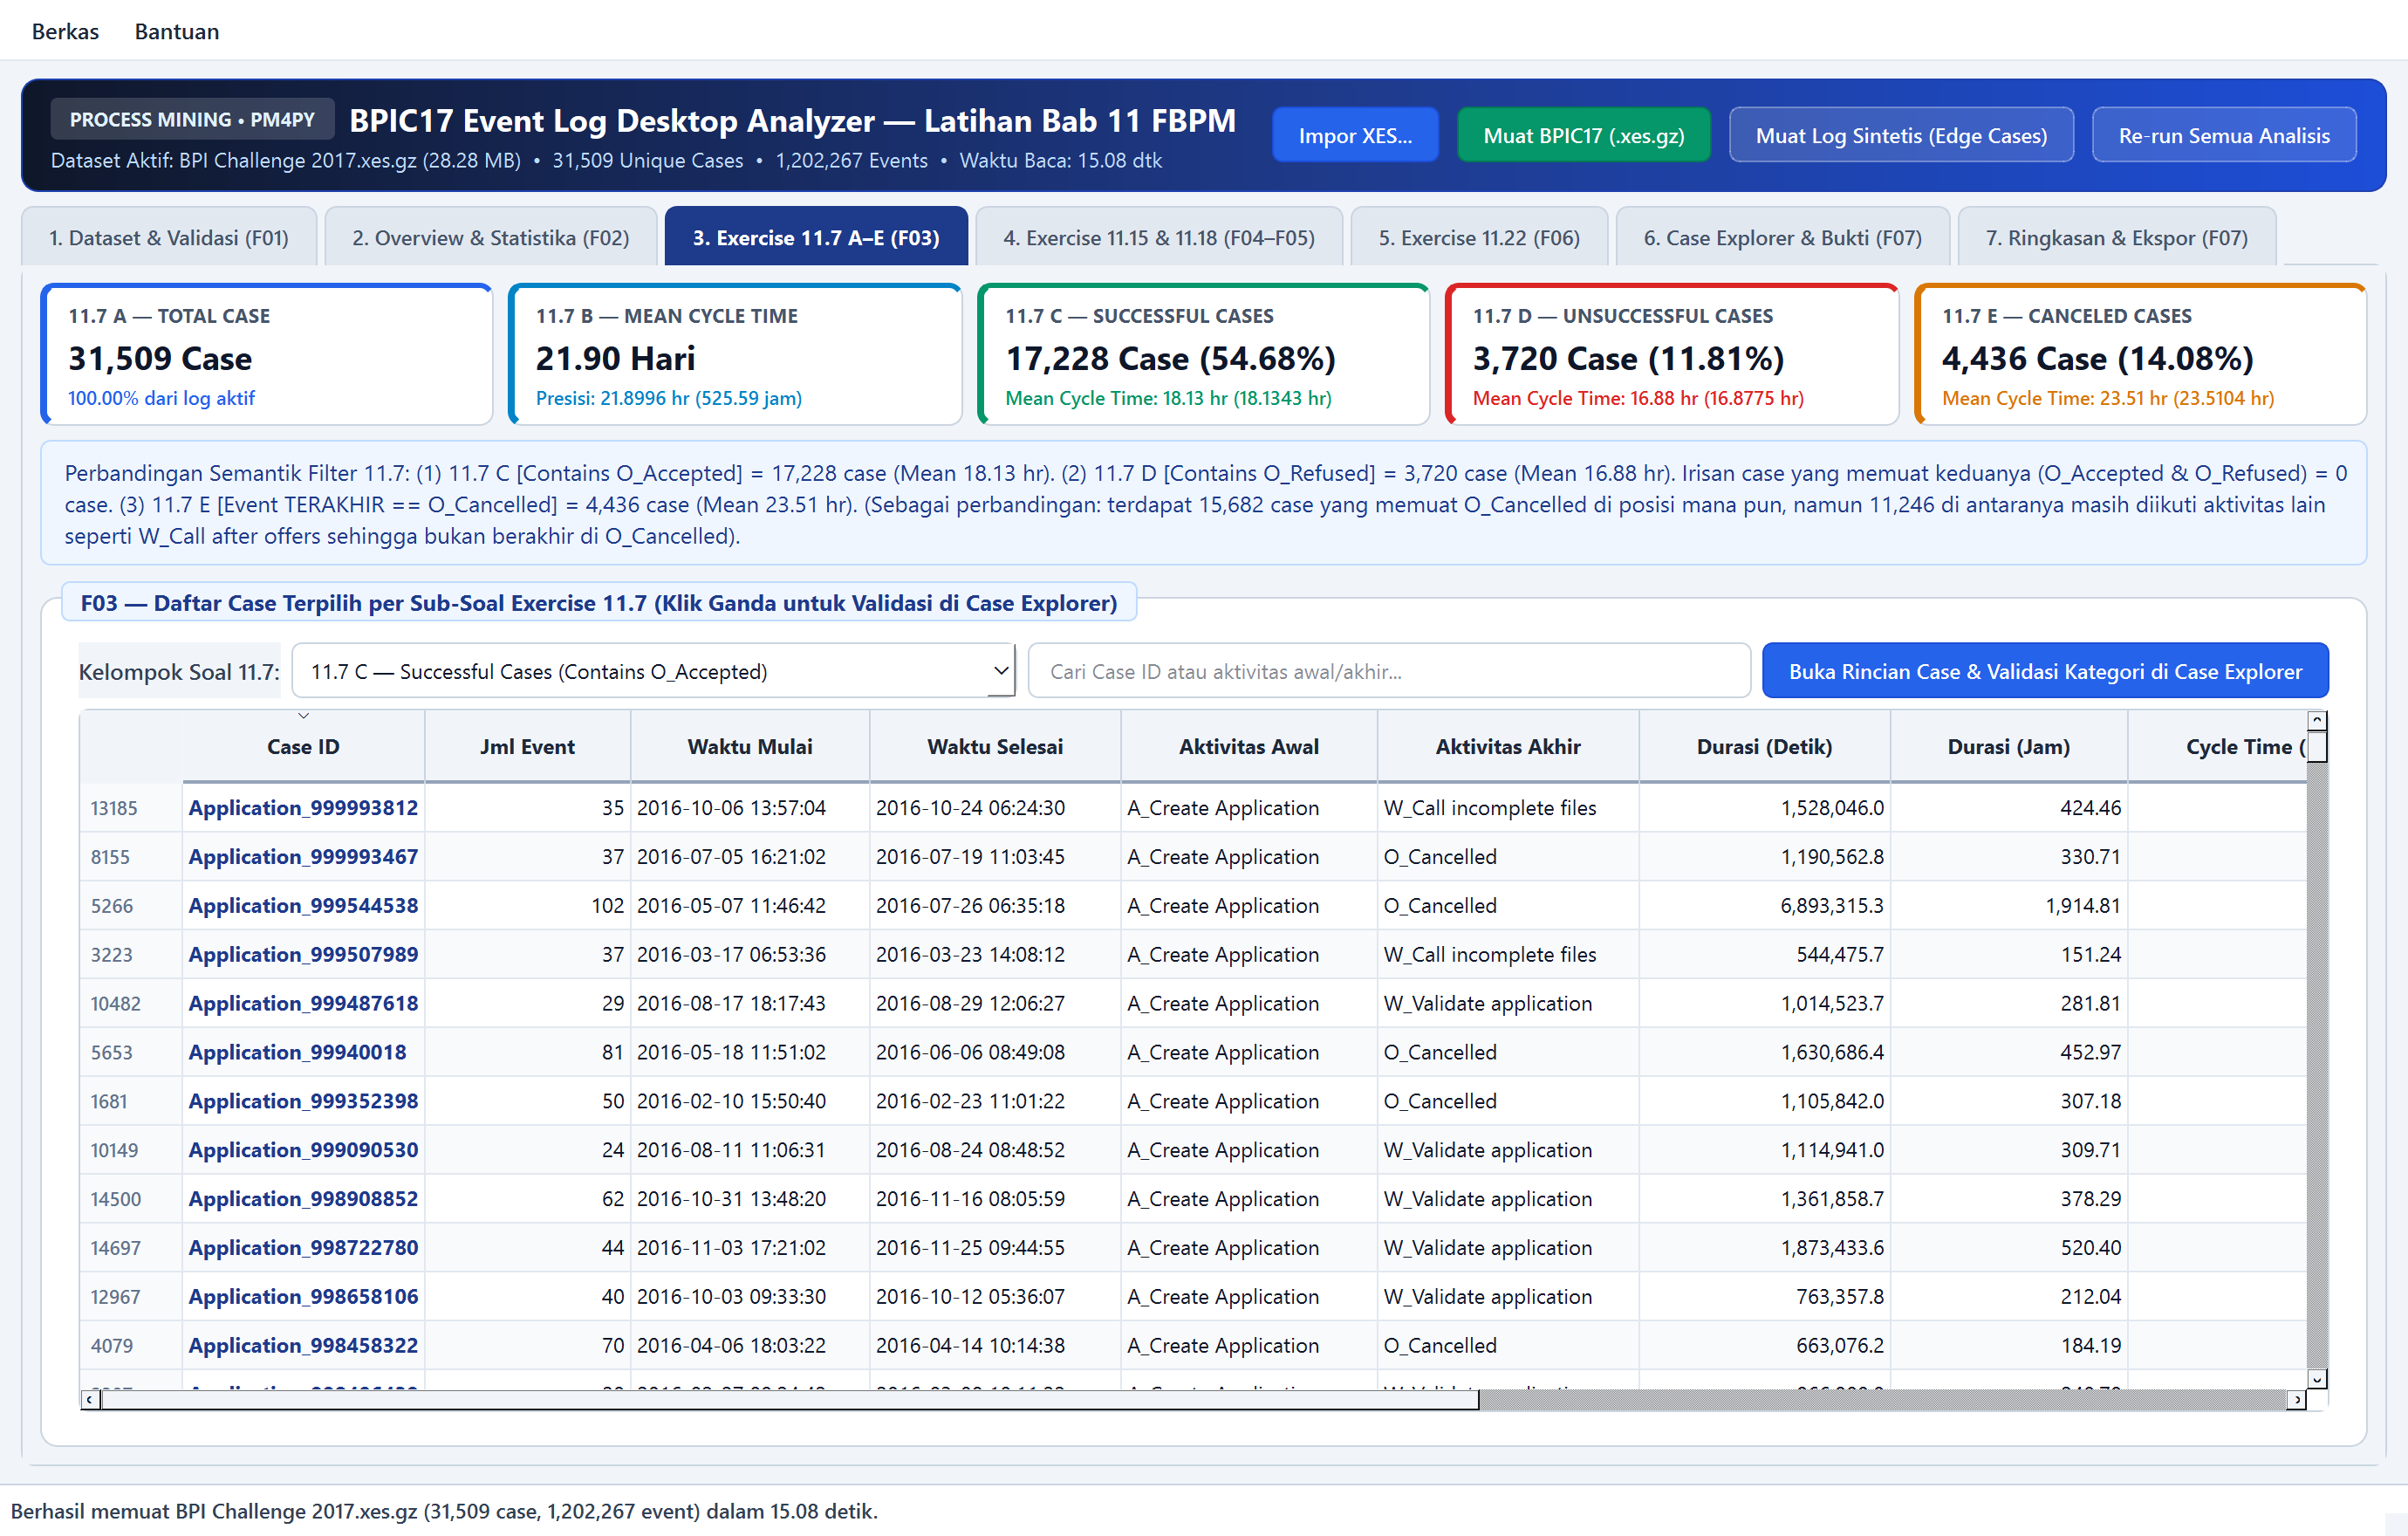 Berkas Bantuan
PROCESS MINING • PM4PY BPIC17 Event Log Desktop Analyzer — Latihan Bab 11 FBPM
Dataset Aktif: BPI Challenge 2017.xes.gz (28.28 MB) • 31,509 Unique Cases • 1,202,267 Events • Waktu Baca: 15.08 dtk
Impor XES... Muat BPIC17 (.xes.gz) Muat Log Sintetis (Edge Cases) Re-run Semua Analisis
1. Dataset & Validasi (F01) 2. Overview & Statistika (F02) 3. Exercise 11.7 A–E (F03) 4. Exercise 11.15 & 11.18 (F04–F05) 5. Exercise 11.22 (F06) 6. Case Explorer & Bukti (F07) 7. Ringkasan & Ekspor (F07)
11.7 A — TOTAL CASE
31,509 Case
100.00% dari log aktif
11.7 B — MEAN CYCLE TIME
21.90 Hari
Presisi: 21.8996 hr (525.59 jam)
11.7 C — SUCCESSFUL CASES
17,228 Case (54.68%)
Mean Cycle Time: 18.13 hr (18.1343 hr)
11.7 D — UNSUCCESSFUL CASES
3,720 Case (11.81%)
Mean Cycle Time: 16.88 hr (16.8775 hr)
11.7 E — CANCELED CASES
4,436 Case (14.08%)
Mean Cycle Time: 23.51 hr (23.5104 hr)
Perbandingan Semantik Filter 11.7: (1) 11.7 C [Contains O_Accepted] = 17,228 case (Mean 18.13 hr). (2) 11.7 D [Contains O_Refused] = 3,720 case (Mean 16.88 hr). Irisan case yang memuat keduanya (O_Accepted & O_Refused) = 0
case. (3) 11.7 E [Event TERAKHIR == O_Cancelled] = 4,436 case (Mean 23.51 hr). (Sebagai perbandingan: terdapat 15,682 case yang memuat O_Cancelled di posisi mana pun, namun 11,246 di antaranya masih diikuti aktivitas lain
seperti W_Call after offers sehingga bukan berakhir di O_Cancelled).
F03 — Daftar Case Terpilih per Sub-Soal Exercise 11.7 (Klik Ganda untuk Validasi di Case Explorer)
Kelompok Soal 11.7: 11.7 C — Successful Cases (Contains O_Accepted) Cari Case ID atau aktivitas awal/akhir... Buka Rincian Case & Validasi Kategori di Case Explorer
Case ID Jml Event Waktu Mulai Waktu Selesai Aktivitas Awal Aktivitas Akhir Durasi (Detik) Durasi (Jam) Cycle Time (
13185 Application_999993812 35 2016-10-06 13:57:04 2016-10-24 06:24:30 A_Create Application W_Call incomplete files 1,528,046.0 424.46
8155 Application_999993467 37 2016-07-05 16:21:02 2016-07-19 11:03:45 A_Create Application O_Cancelled 1,190,562.8 330.71
5266 Application_999544538 102 2016-05-07 11:46:42 2016-07-26 06:35:18 A_Create Application O_Cancelled 6,893,315.3 1,914.81
3223 Application_999507989 37 2016-03-17 06:53:36 2016-03-23 14:08:12 A_Create Application W_Call incomplete files 544,475.7 151.24
10482 Application_999487618 29 2016-08-17 18:17:43 2016-08-29 12:06:27 A_Create Application W_Validate application 1,014,523.7 281.81
5653 Application_99940018 81 2016-05-18 11:51:02 2016-06-06 08:49:08 A_Create Application O_Cancelled 1,630,686.4 452.97
1681 Application_999352398 50 2016-02-10 15:50:40 2016-02-23 11:01:22 A_Create Application O_Cancelled 1,105,842.0 307.18
10149 Application_999090530 24 2016-08-11 11:06:31 2016-08-24 08:48:52 A_Create Application W_Validate application 1,114,941.0 309.71
14500 Application_998908852 62 2016-10-31 13:48:20 2016-11-16 08:05:59 A_Create Application W_Validate application 1,361,858.7 378.29
14697 Application_998722780 44 2016-11-03 17:21:02 2016-11-25 09:44:55 A_Create Application W_Validate application 1,873,433.6 520.40
12967 Application_998658106 40 2016-10-03 09:33:30 2016-10-12 05:36:07 A_Create Application W_Validate application 763,357.8 212.04
4079 Application_998458322 70 2016-04-06 18:03:22 2016-04-14 10:14:38 A_Create Application O_Cancelled 663,076.2 184.19
Berhasil memuat BPI Challenge 2017.xes.gz (31,509 case, 1,202,267 event) dalam 15.08 detik.